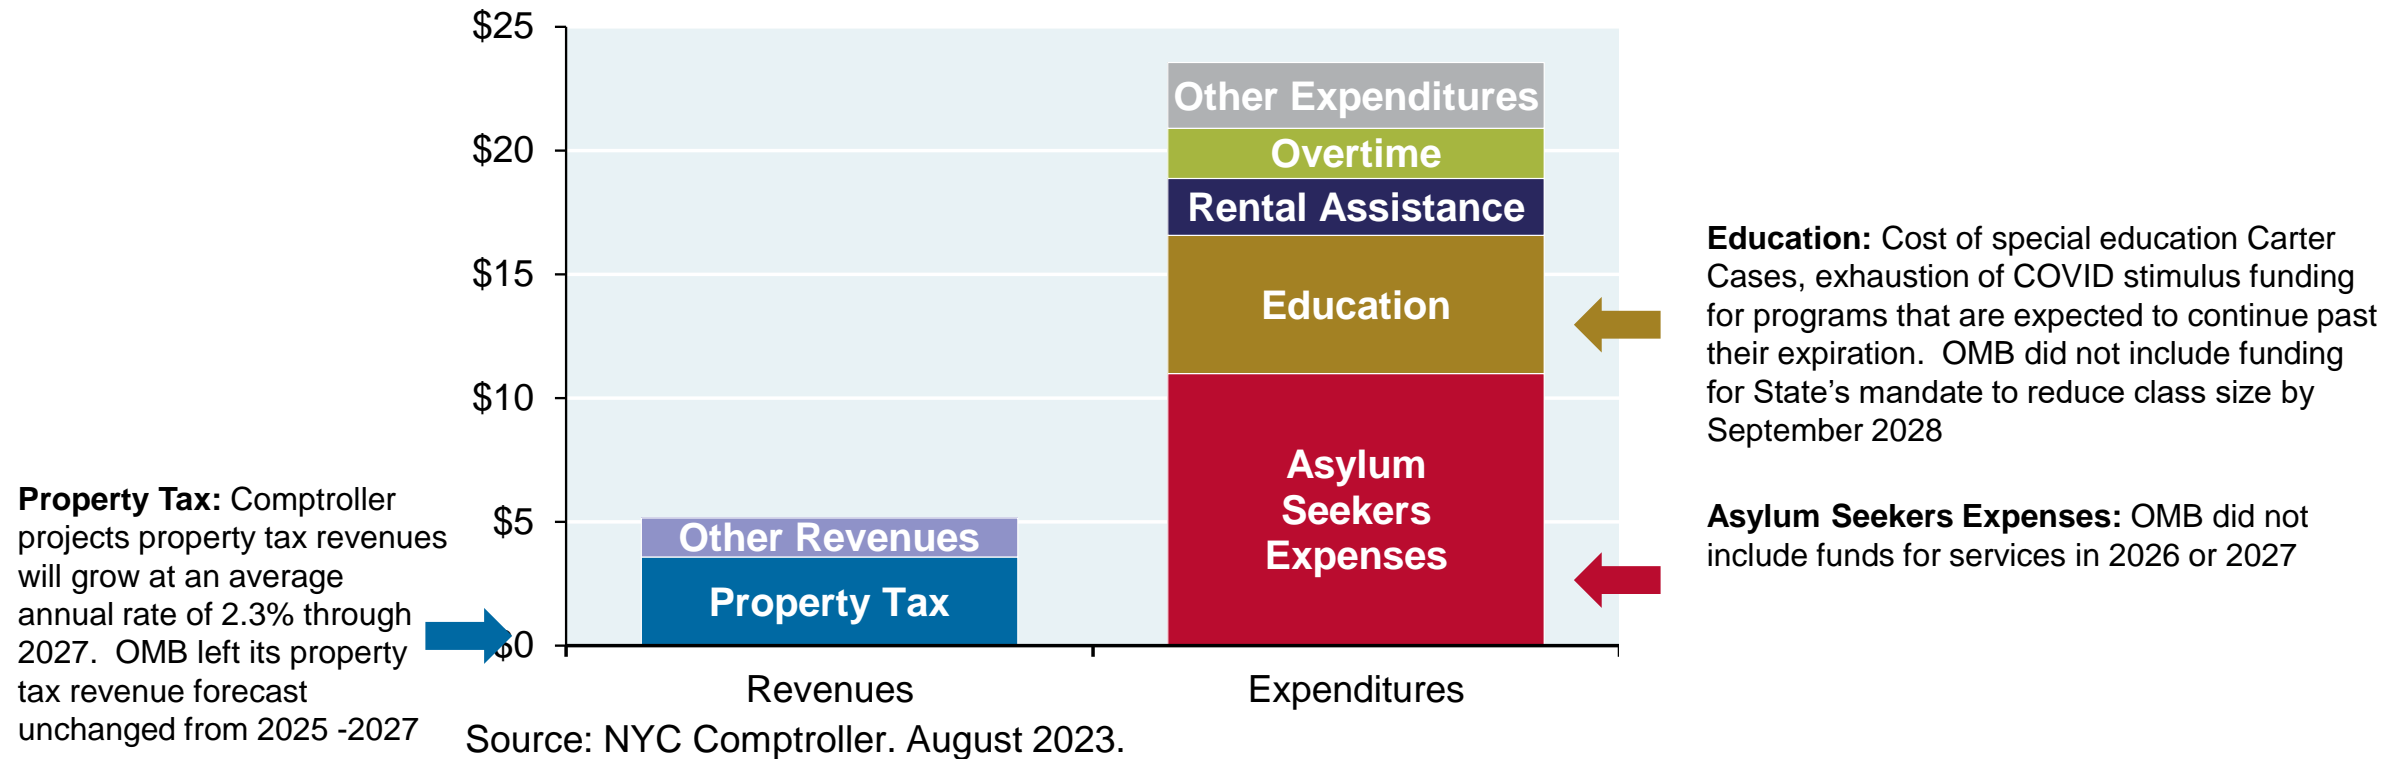 $25
$20
$15
$10
$5
$0
Other Expenditures
Overtime
Rental Assistance
Education
Asylum
Seekers
Expenses
Other Revenues
Property Tax
Revenues
Expenditures
Property Tax: Comptroller
projects property tax revenues
will grow at an average
annual rate of 2.3% through
2027.  OMB left its property
tax revenue forecast
unchanged from 2025 -2027
Education: Cost of special education Carter
Cases, exhaustion of COVID stimulus funding
for programs that are expected to continue past
their expiration.  OMB did not include funding
for State’s mandate to reduce class size by
September 2028
Asylum Seekers Expenses: OMB did not
include funds for services in 2026 or 2027
Source: NYC Comptroller. August 2023.